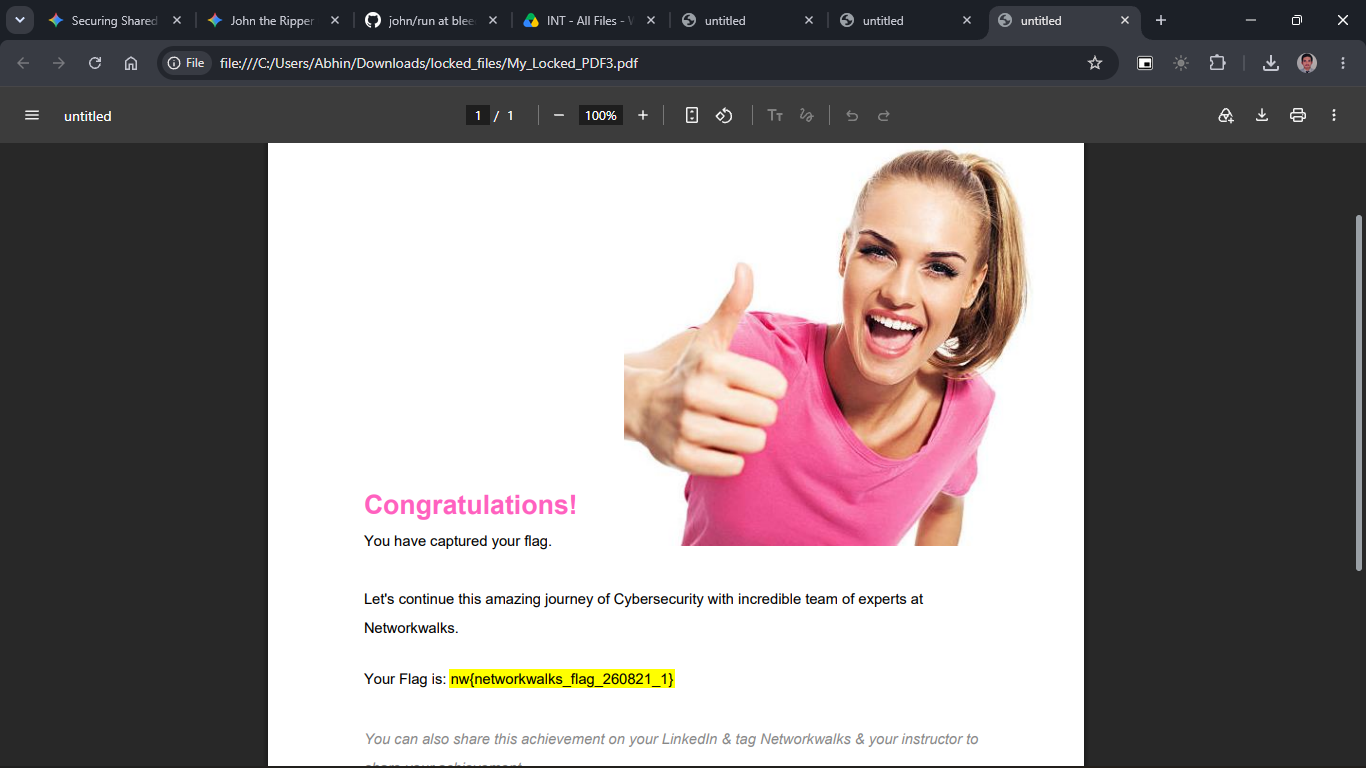 Securing Shared
John the Ripper
john/run at blee
INT - All Files - W
untitled
untitled
untitled
File
file:///C:/Users/Abhin/Downloads/locked_files/My_Locked_PDF3.pdf
untitled
1 / 1
100%
Congratulations!
You have captured your flag.
Let's continue this amazing journey of Cybersecurity with incredible team of experts at
Networkwalks.
Your Flag is: nw{networkwalks_flag_260821_1}
You can also share this achievement on your LinkedIn & tag Networkwalks & your instructor to
share your achievement